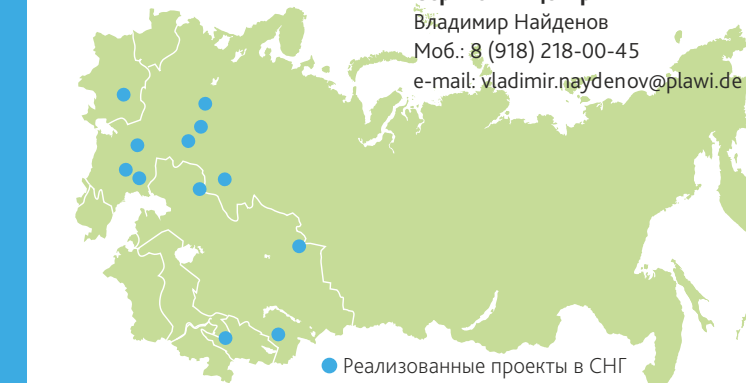 Владимир Найденов
Моб.: 8 (918) 218-00-45
e-mail: vladimir.naydenov@plawi.de
Реализованные проекты в СНГ